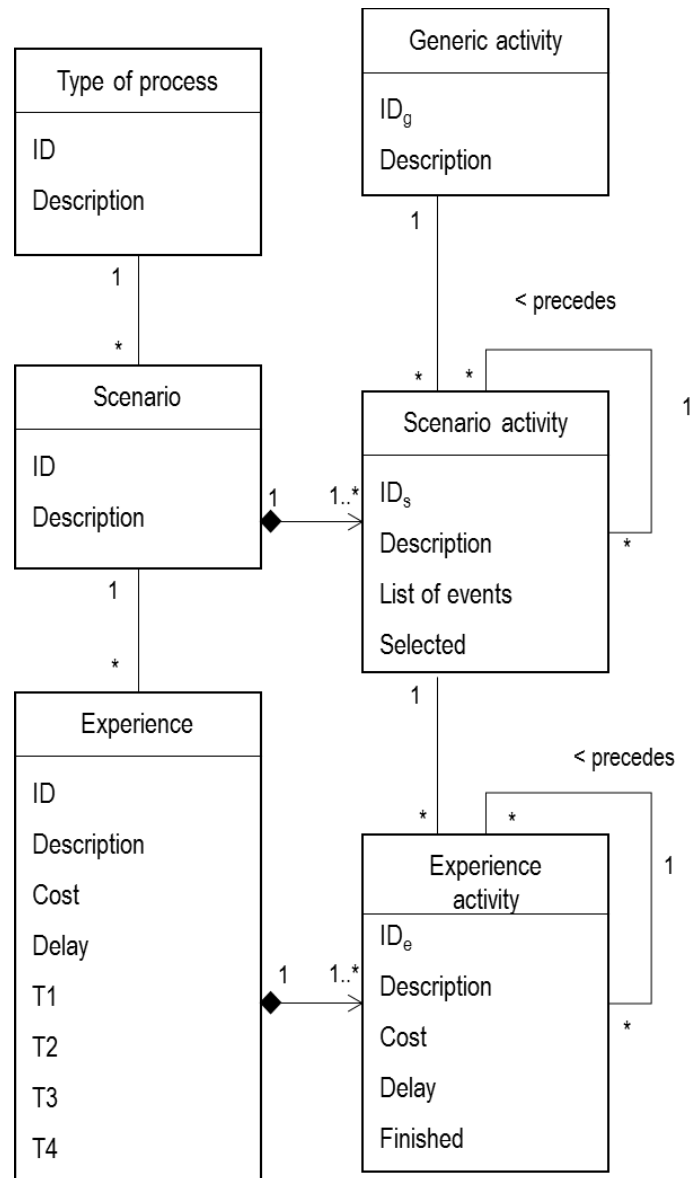 Type of process
ID
Description
1
*
Scenario
ID
Description
1
1
*
Experience
ID
Description
Cost
Delay
T1
T2
T3
T4
1
Generic activity
IDg
Description
1
< precedes
*
*
1
Scenario activity
1..*
IDs
Description
*
List of events
Selected
1
< precedes
*
*
1
Experience
activity
IDe
1..*
Description
*
Cost
Delay
Finished